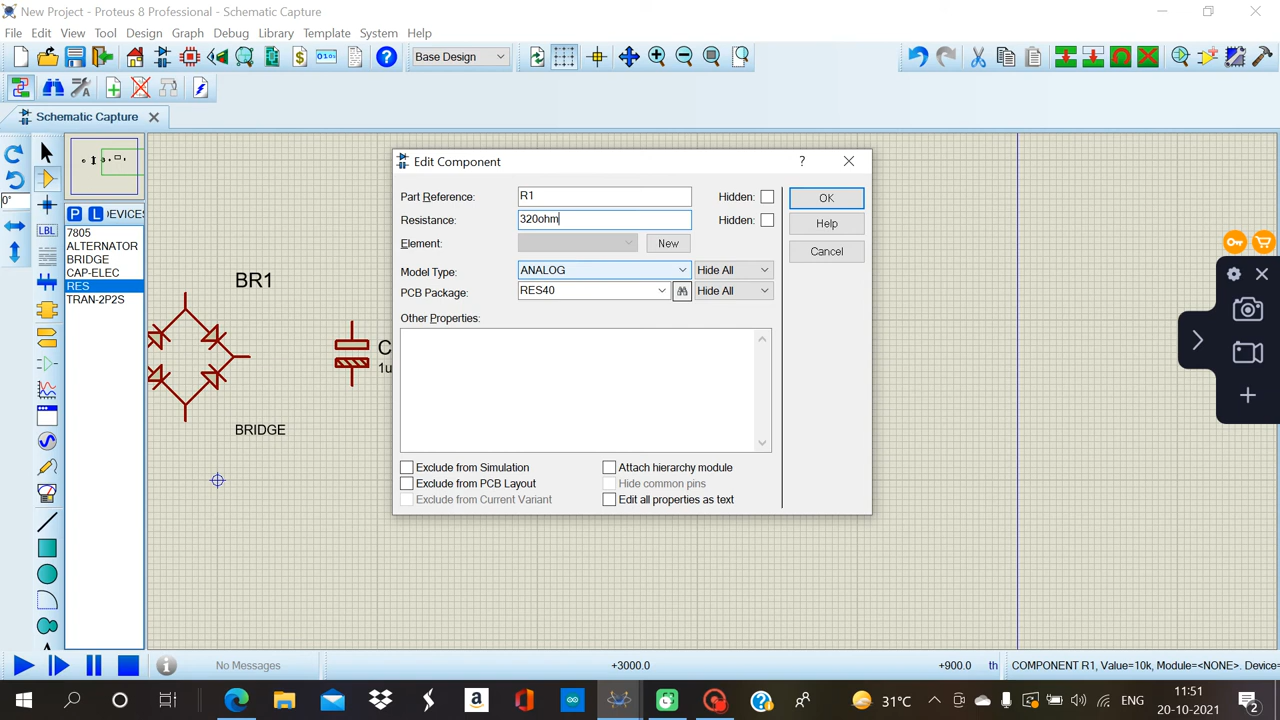 New Project - Proteus 8 Professional - Schematic Capture
File Edit View Tool Design Graph Debug Library Template System Help
Base Design
Schematic Capture
Edit Component
?
0°
P L DEVICES
Part Reference: R1 Hidden: OK
Resistance: 320ohm Hidden: Help
Element: New
Cancel
Model Type: ANALOG Hide All
PCB Package: RES40 Hide All
Other Properties:
LBL
7805
ALTERNATOR
BRIDGE
CAP-ELEC
RES
TRAN-2P2S
BR1
C
1u
BRIDGE
Exclude from Simulation Attach hierarchy module
Exclude from PCB Layout Hide common pins
Exclude from Current Variant Edit all properties as text
No Messages +3000.0 +900.0 th COMPONENT R1, Value=10k, Module=<NONE>. Device=
31°C ENG 11:51
20-10-2021 2